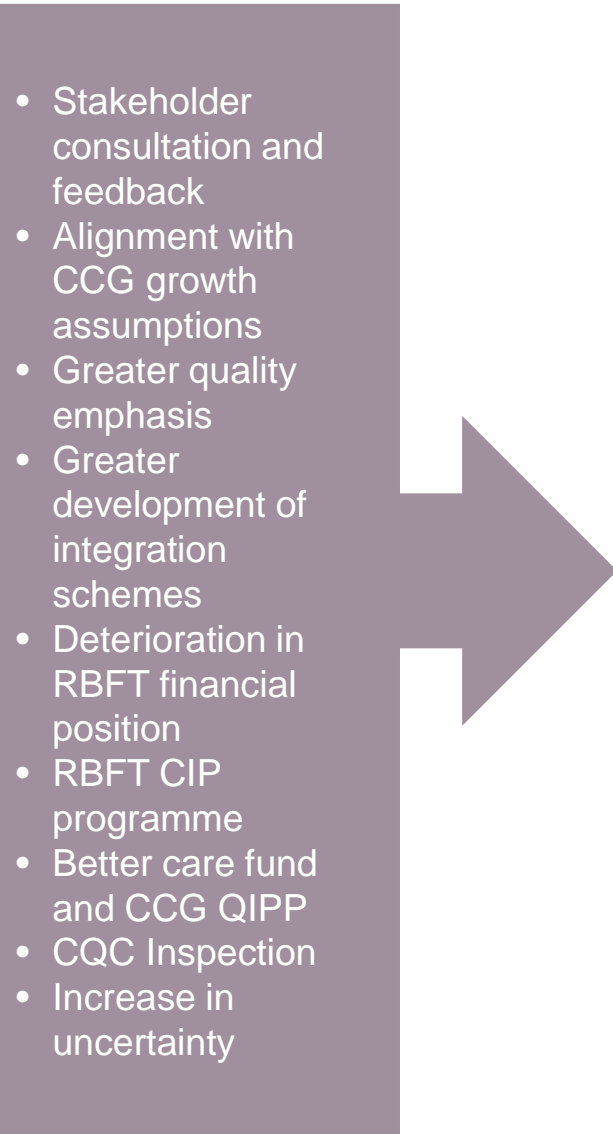 • Stakeholder
consultation and
feedback
• Alignment with
CCG growth
assumptions
• Greater quality
emphasis
• Greater
development of
integration
schemes
• Deterioration in
RBFT financial
position
• RBFT CIP
programme
• Better care fund
and CCG QIPP
• CQC Inspection
• Increase in
uncertainty